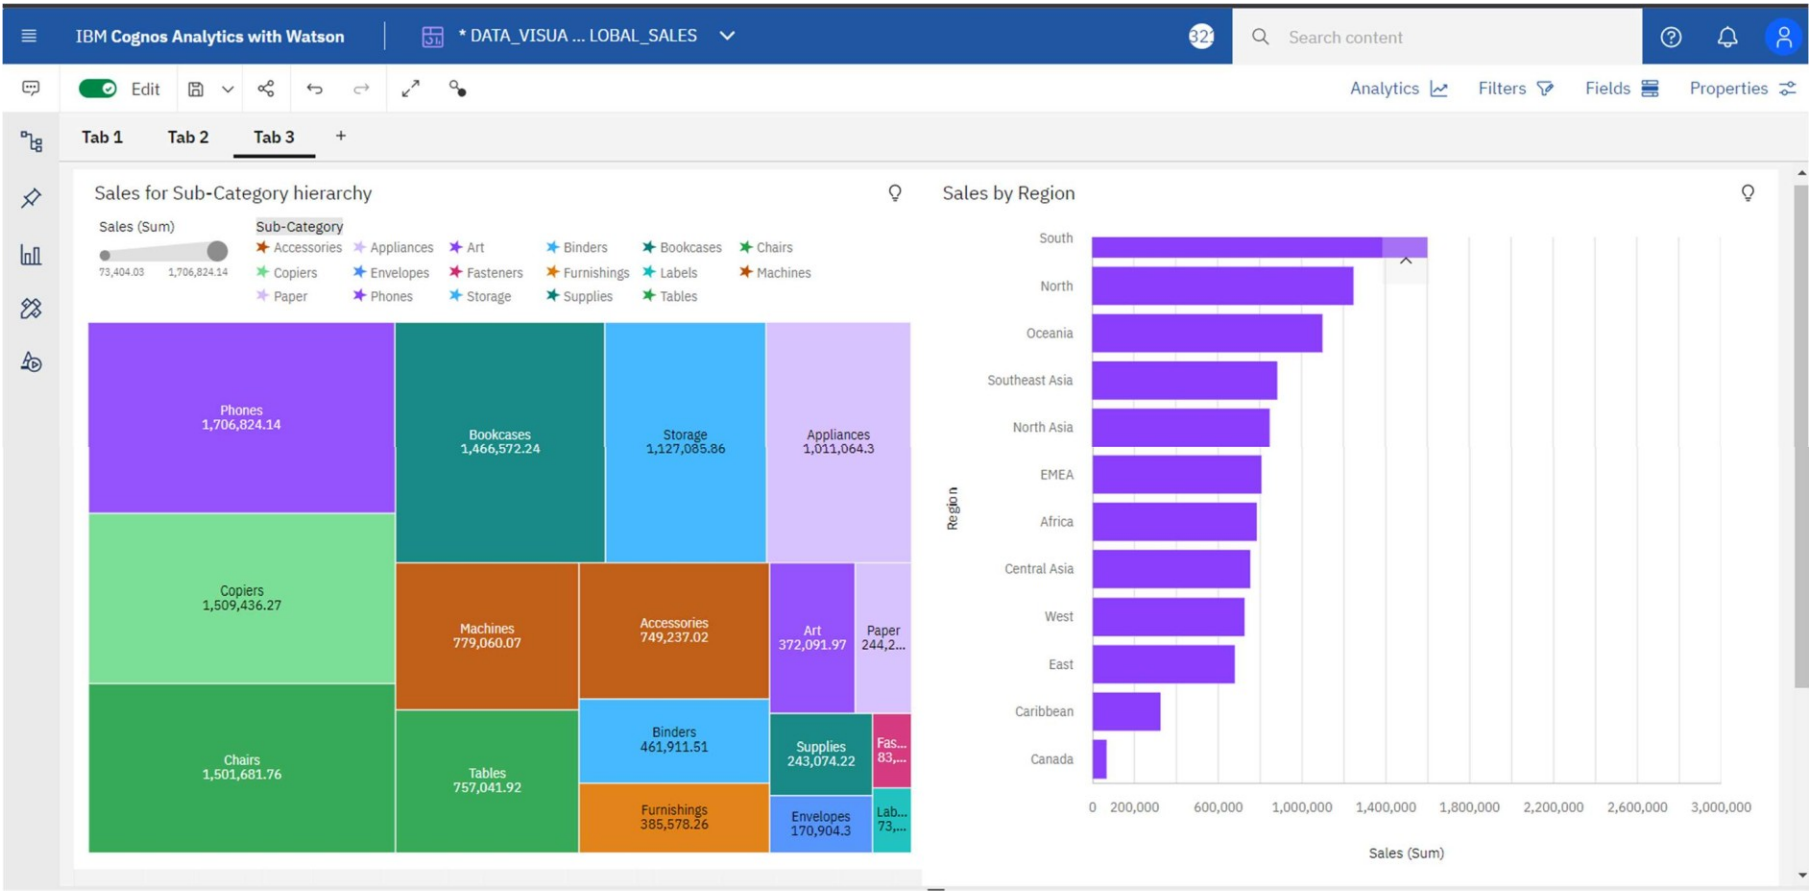 IBM Cognos Analytics with Watson
* DATA_VISUA ... LOBAL_SALES
Search content
Edit
Analytics
Filters
Fields
Properties
Tab 1
Tab 2
Tab 3
+
Sales for Sub-Category hierarchy
Sales (Sum)
73,404.03 1,706,824.14
Sub-Category
Accessories Appliances Art Binders Bookcases Chairs
Copiers Envelopes Fasteners Furnishings Labels Machines
Paper Phones Storage Supplies Tables
Phones
1,706,824.14
Copiers
1,509,436.27
Chairs
1,501,681.76
Bookcases
1,466,572.24
Storage
1,127,085.86
Appliances
1,011,064.3
Machines
779,060.07
Tables
757,041.92
Accessories
749,237.02
Binders
461,911.51
Furnishings
385,578.26
Art
372,091.97
Paper
244,2...
Supplies
243,074.22
Envelopes
170,904.3
Fas...
83,...
Lab...
73,...
Sales by Region
Region
South
North
Oceania
Southeast Asia
North Asia
EMEA
Africa
Central Asia
West
East
Caribbean
Canada
0 200,000 600,000 1,000,000 1,400,000 1,800,000 2,200,000 2,600,000 3,000,000
Sales (Sum)